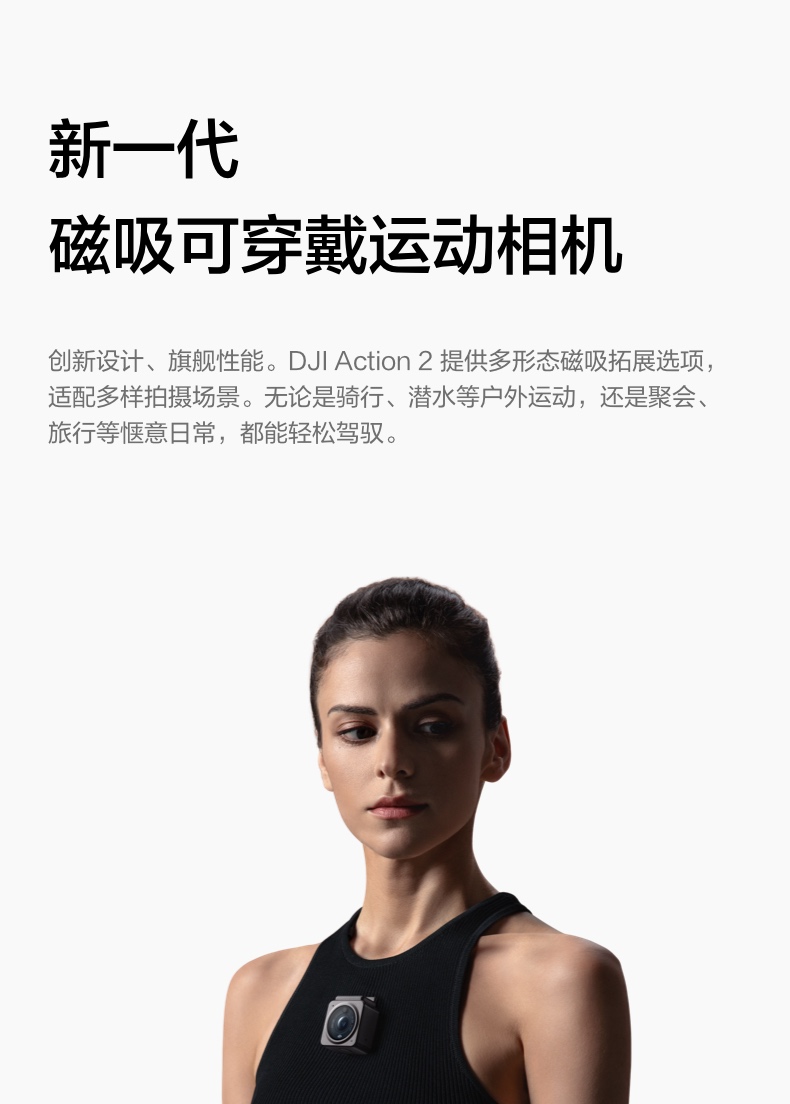 新一代
磁吸可穿戴运动相机
创新设计、旗舰性能。DJI Action 2 提供多形态磁吸拓展选项，
适配多样拍摄场景。无论是骑行、潜水等户外运动，还是聚会、
旅行等惬意日常，都能轻松驾驭。